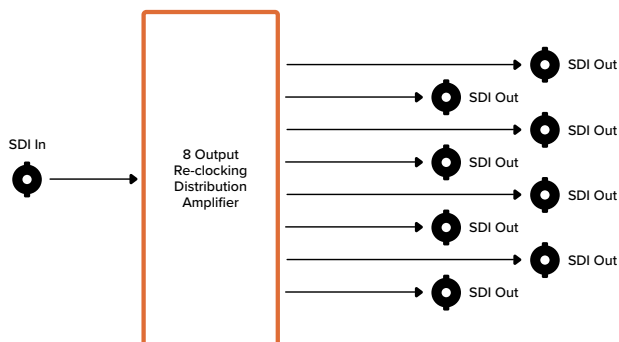 SDI In
8 Output
Re-clocking
Distribution
Amplifier
SDI Out
SDI Out
SDI Out
SDI Out
SDI Out
SDI Out
SDI Out
SDI Out